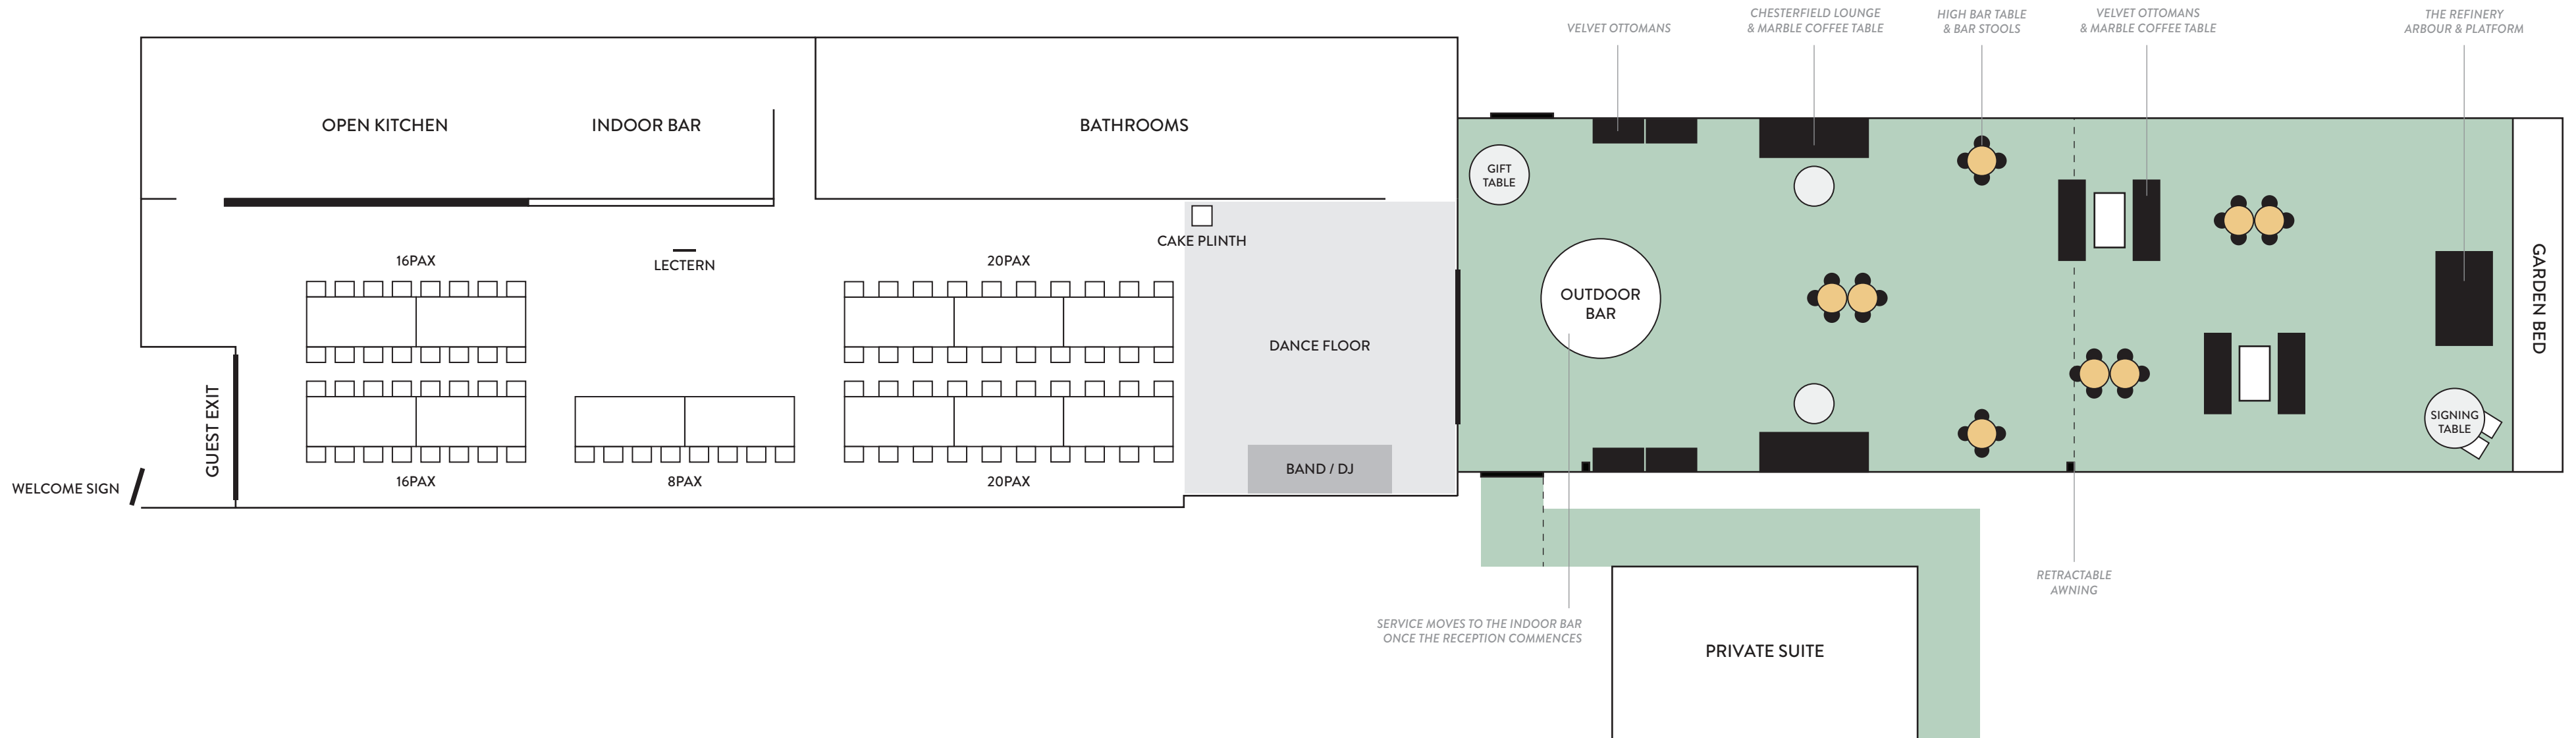 VELVET OTTOMANS
CHESTERFIELD LOUNGE
& MARBLE COFFEE TABLE
HIGH BAR TABLE
& BAR STOOLS
VELVET OTTOMANS
& MARBLE COFFEE TABLE
THE REFINERY
ARBOUR & PLATFORM
OPEN KITCHEN
INDOOR BAR
BATHROOMS
GIFT
TABLE
CAKE PLINTH
16PAX
LECTERN
20PAX
OUTDOOR
BAR
DANCE FLOOR
GARDEN BED
GUEST EXIT
SIGNING
TABLE
BAND / DJ
WELCOME SIGN
16PAX
8PAX
20PAX
RETRACTABLE
AWNING
SERVICE MOVES TO THE INDOOR BAR
ONCE THE RECEPTION COMMENCES
PRIVATE SUITE